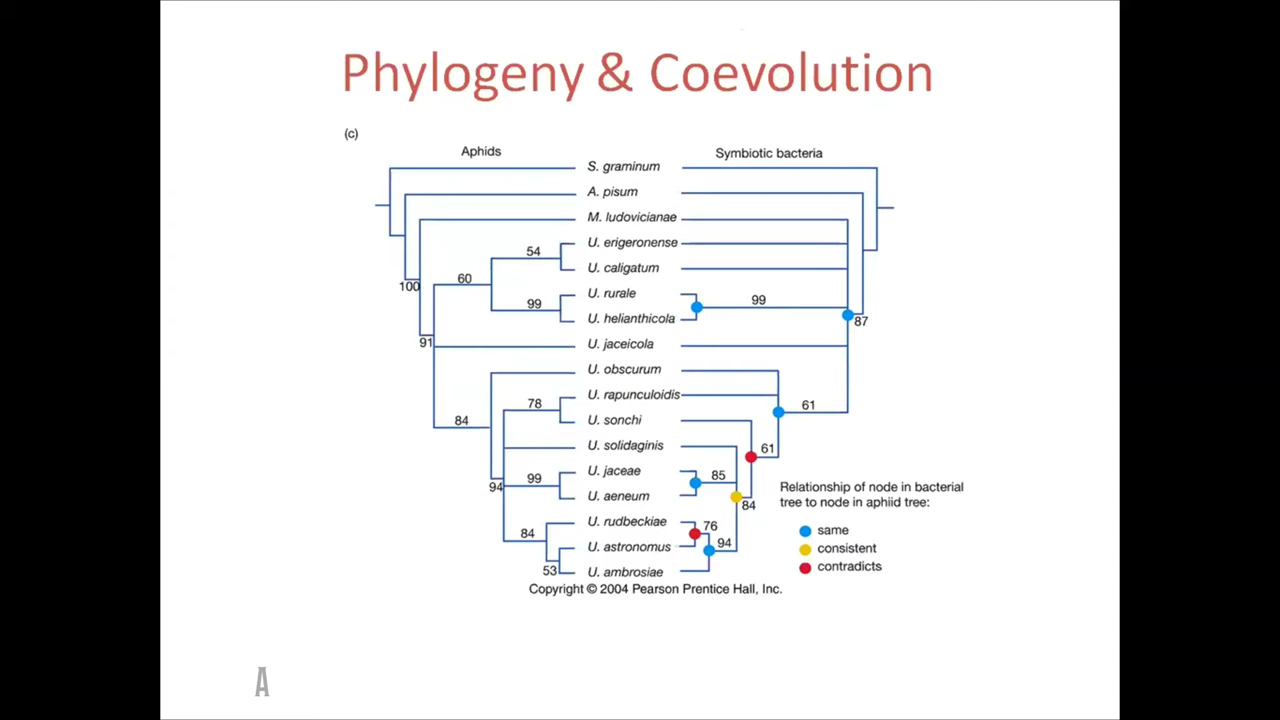 Phylogeny & Coevolution
(c)
Aphids
Symbiotic bacteria
S. graminum
A. pisum
M. ludovicianae
U. erigeronense
54
U. caligatum
60
100
U. rurale
99
99
U. helianthicola
87
91
U. jaceicola
U. obscurum
U. rapunculoidis
78
61
U. sonchi
84
U. solidaginis
61
U. jaceae
99
85
94
U. aeneum
84
Relationship of node in bacterial
tree to node in aphiid tree:
same
consistent
contradicts
U. rudbeckiae
76
84
U. astronomus
94
53
U. ambrosiae
Copyright © 2004 Pearson Prentice Hall, Inc.
A